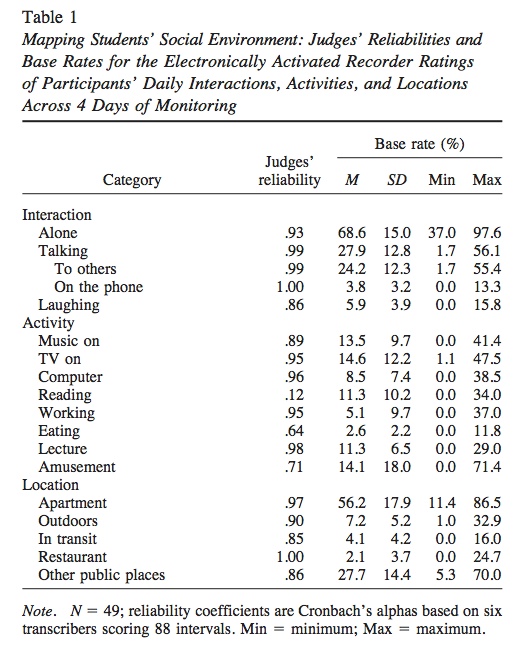 Table 1
Mapping Students' Social Environment: Judges' Reliabilities and
Base Rates for the Electronically Activated Recorder Ratings
of Participants' Daily Interactions, Activities, and Locations
Across 4 Days of Monitoring
Base rate (%)
Category Judges' reliability M SD Min Max
Interaction
Alone .93 68.6 15.0 37.0 97.6
Talking .99 27.9 12.8 1.7 56.1
To others .99 24.2 12.3 1.7 55.4
On the phone 1.00 3.8 3.2 0.0 13.3
Laughing .86 5.9 3.9 0.0 15.8
Activity
Music on .89 13.5 9.7 0.0 41.4
TV on .95 14.6 12.2 1.1 47.5
Computer .96 8.5 7.4 0.0 38.5
Reading .12 11.3 10.2 0.0 34.0
Working .95 5.1 9.7 0.0 37.0
Eating .64 2.6 2.2 0.0 11.8
Lecture .98 11.3 6.5 0.0 29.0
Amusement .71 14.1 18.0 0.0 71.4
Location
Apartment .97 56.2 17.9 11.4 86.5
Outdoors .90 7.2 5.2 1.0 32.9
In transit .85 4.1 4.2 0.0 16.0
Restaurant 1.00 2.1 3.7 0.0 24.7
Other public places .86 27.7 14.4 5.3 70.0
Note. N = 49; reliability coefficients are Cronbach's alphas based on six
transcribers scoring 88 intervals. Min = minimum; Max = maximum.